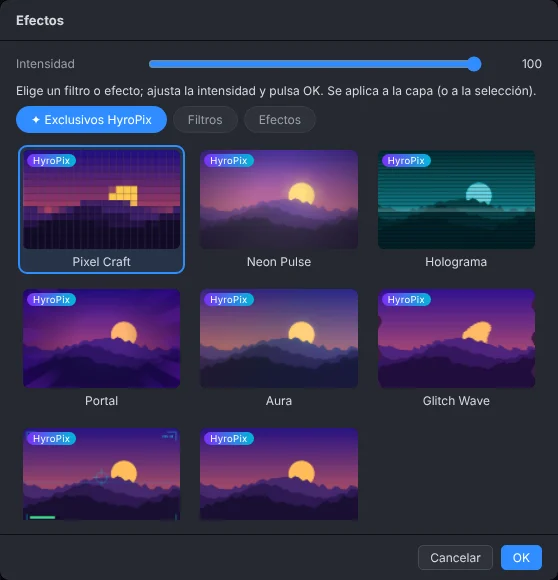 Efectos
Intensidad
100
Elige un filtro o efecto; ajusta la intensidad y pulsa OK. Se aplica a la capa (o a la selección).
✦ Exclusivos HyroPix
Filtros
Efectos
HyroPix
HyroPix
HyroPix
Pixel Craft
Neon Pulse
Holograma
HyroPix
HyroPix
HyroPix
Portal
Aura
Glitch Wave
HyroPix
HyroPix
Cancelar
OK